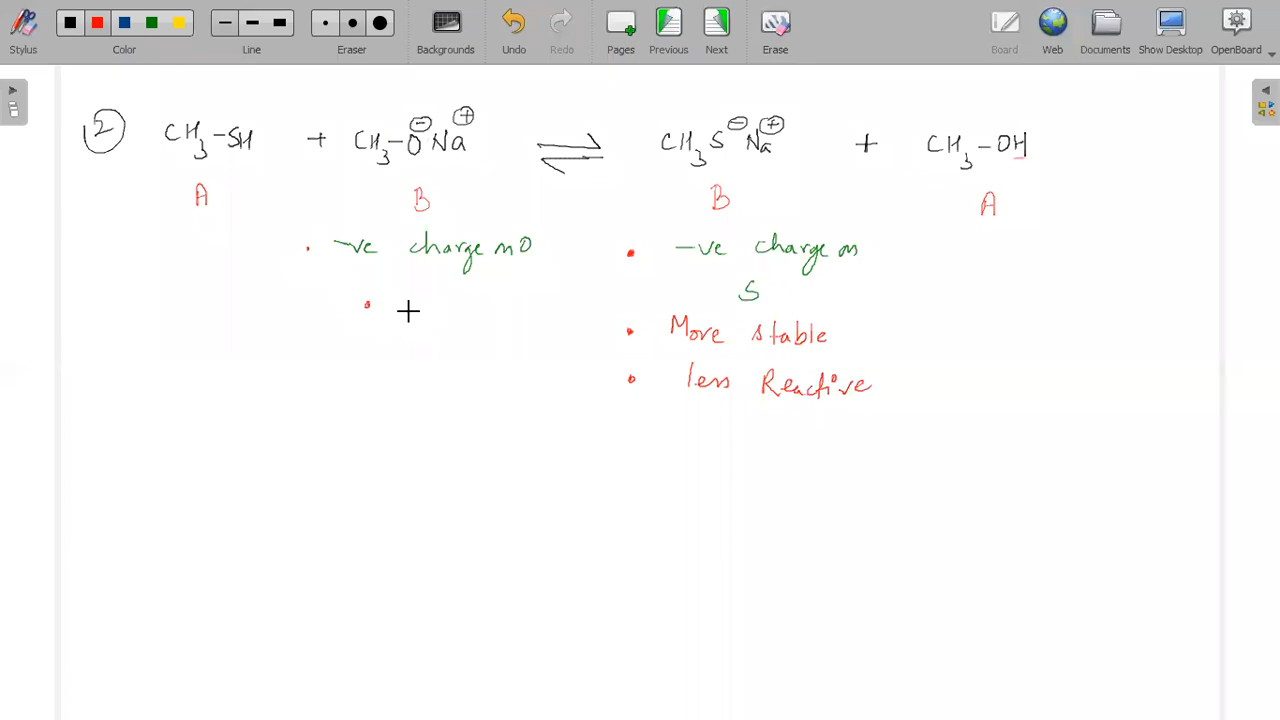 Stylus Color Line Eraser Backgrounds Undo Redo Pages Previous Next Erase Board Web Documents Show Desktop OpenBoard
② CH₃-SH + CH₃-O⊖ Na⊕ ⇌ CH₃S⊖ Na⊕ + CH₃-OH
A B B A
• -ve charge on O • -ve charge on
S
•
• More stable
• less Reactive